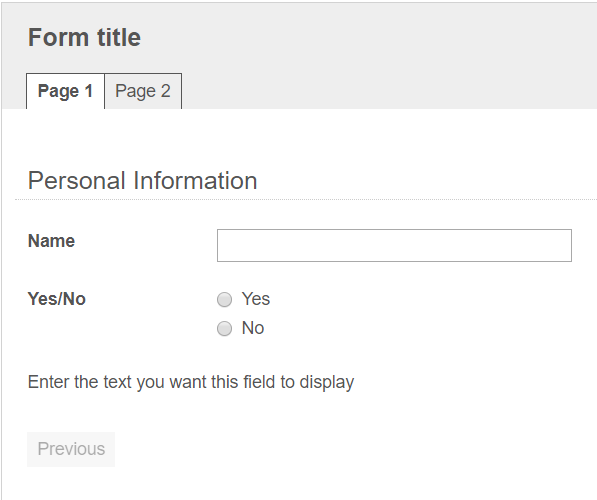 Form title
Page 1 Page 2
Personal Information
Name
Yes/No Yes
No
Enter the text you want this field to display
Previous